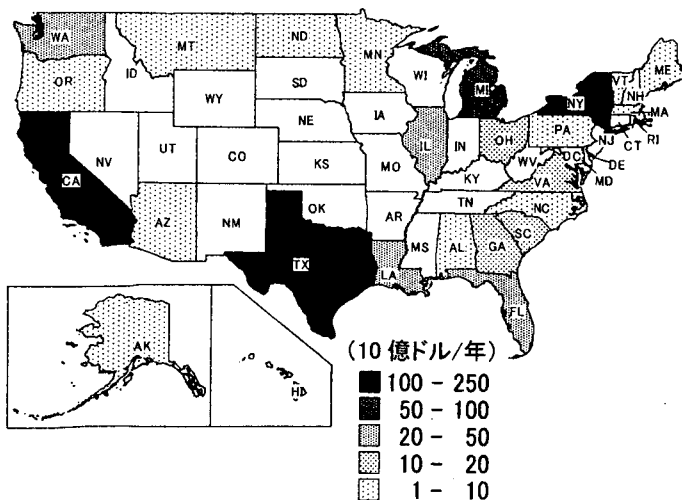 WA
MT
ND
MN
OR
ID
SD
WI
MI
VT
ME
NH
NY
MA
WY
IA
NE
PA
RI
NV
UT
CO
IL
IN
OH
NJ
CT
CA
KS
MO
WV
DC
DE
VA
MD
KY
AZ
NM
OK
AR
TN
NC
SC
MS
AL
GA
TX
LA
FL
AK
(10億ドル/年)
100 - 250
50 - 100
20 - 50
10 - 20
1 - 10